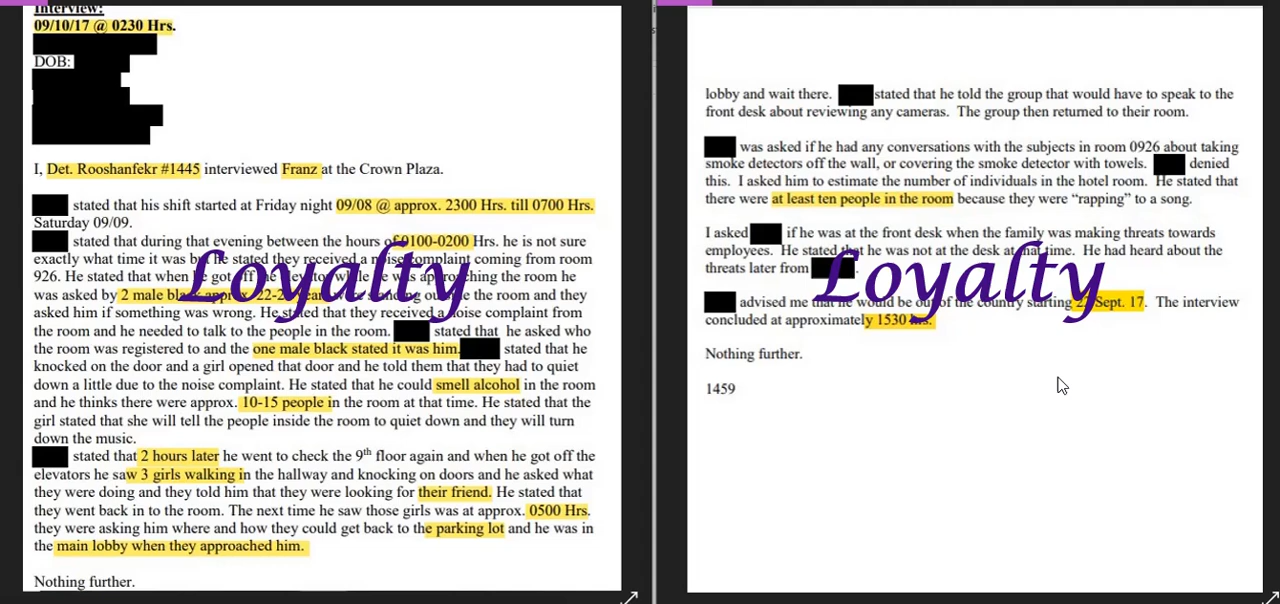 Interview:
09/10/17 @ 0230 Hrs.
DOB:
I, Det. Rooshanfekr #1445 interviewed Franz at the Crown Plaza.
stated that his shift started at Friday night 09/08 @ approx. 2300 Hrs. till 0700 Hrs.
Saturday 09/09.
stated that during that evening between the hours of 0100-0200 Hrs. he is not sure
exactly what time it was but he stated they received a noise complaint coming from room
926. He stated that when he got off the was approaching the room he
was asked by 2 male black approx. standing the room and they
asked him if something was wrong. He stated that they received a noise complaint from
the room and he needed to talk to the people in the room. stated that he asked who
the room was registered to and the one male black stated it was him. stated that he
knocked on the door and a girl opened that door and he told them that they had to quiet
down a little due to the noise complaint. He stated that he could smell alcohol in the room
and he thinks there were approx. 10-15 people in the room at that time. He stated that the
girl stated that she will tell the people inside the room to quiet down and they will turn
down the music.
stated that 2 hours later he went to check the 9th floor again and when he got off the
elevators he saw 3 girls walking in the hallway and knocking on doors and he asked what
they were doing and they told him that they were looking for their friend. He stated that
they went back in to the room. The next time he saw those girls was at approx. 0500 Hrs.
they were asking him where and how they could get back to the parking lot and he was in
the main lobby when they approached him.
Nothing further.
Loyalty
lobby and wait there. stated that he told the group that would have to speak to the
front desk about reviewing any cameras. The group then returned to their room.
was asked if he had any conversations with the subjects in room 0926 about taking
smoke detectors off the wall, or covering the smoke detector with towels. denied
this. I asked him to estimate the number of individuals in the hotel room. He stated that
there were at least ten people in the room because they were “rapping” to a song.
I asked if he was at the front desk when the family was making threats towards
employees. He stated that he was not at the desk at that time. He had heard about the
threats later from .
advised me that he would be out of the country starting Sept. 17. The interview
concluded at approximately 1530 hrs.
Nothing further.
1459
Loyalty